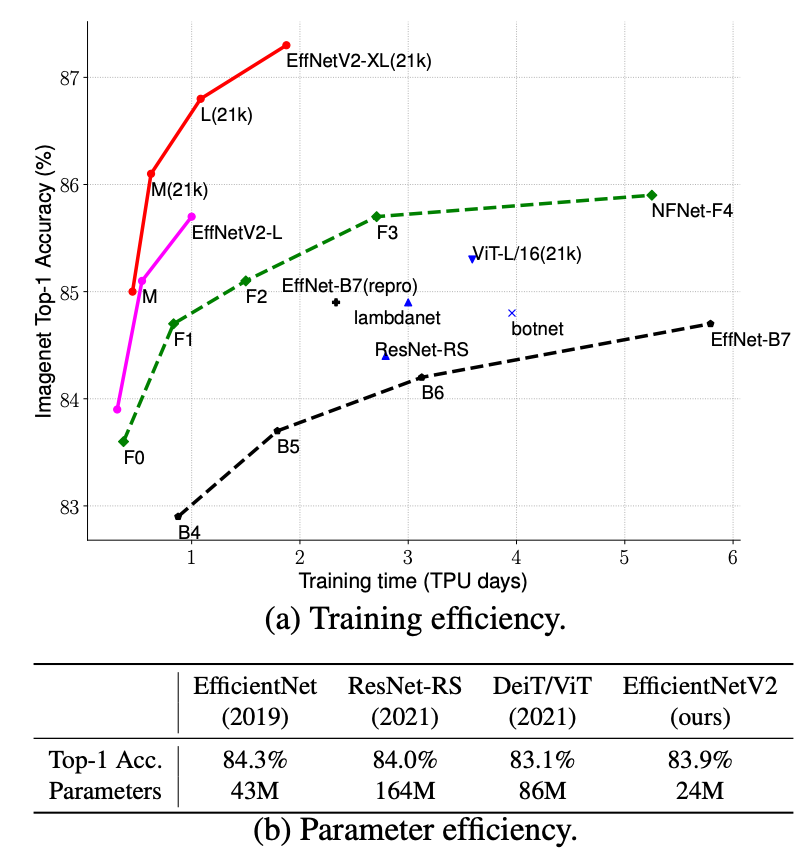 Imagenet Top-1 Accuracy (%)
87
86
85
84
83
EffNetV2-XL(21k)
L(21k)
M(21k)
EffNetV2-L
M
NFNet-F4
F3
ViT-L/16(21k)
EffNet-B7(repro)
F2
lambdanet
botnet
F1
ResNet-RS
EffNet-B7
B6
F0
B5
B4
1 2 3 4 5 6
Training time (TPU days)
(a) Training efficiency.
EfficientNet ResNet-RS DeiT/ViT EfficientNetV2
(2019) (2021) (2021) (ours)
Top-1 Acc. 84.3% 84.0% 83.1% 83.9%
Parameters 43M 164M 86M 24M
(b) Parameter efficiency.